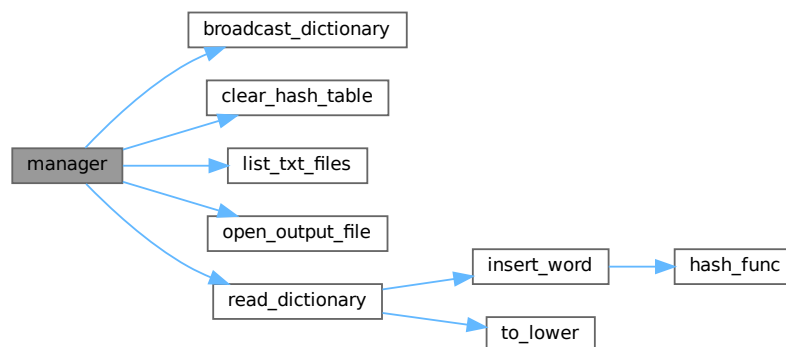 broadcast_dictionary
clear_hash_table
manager
list_txt_files
open_output_file
insert_word
hash_func
read_dictionary
to_lower